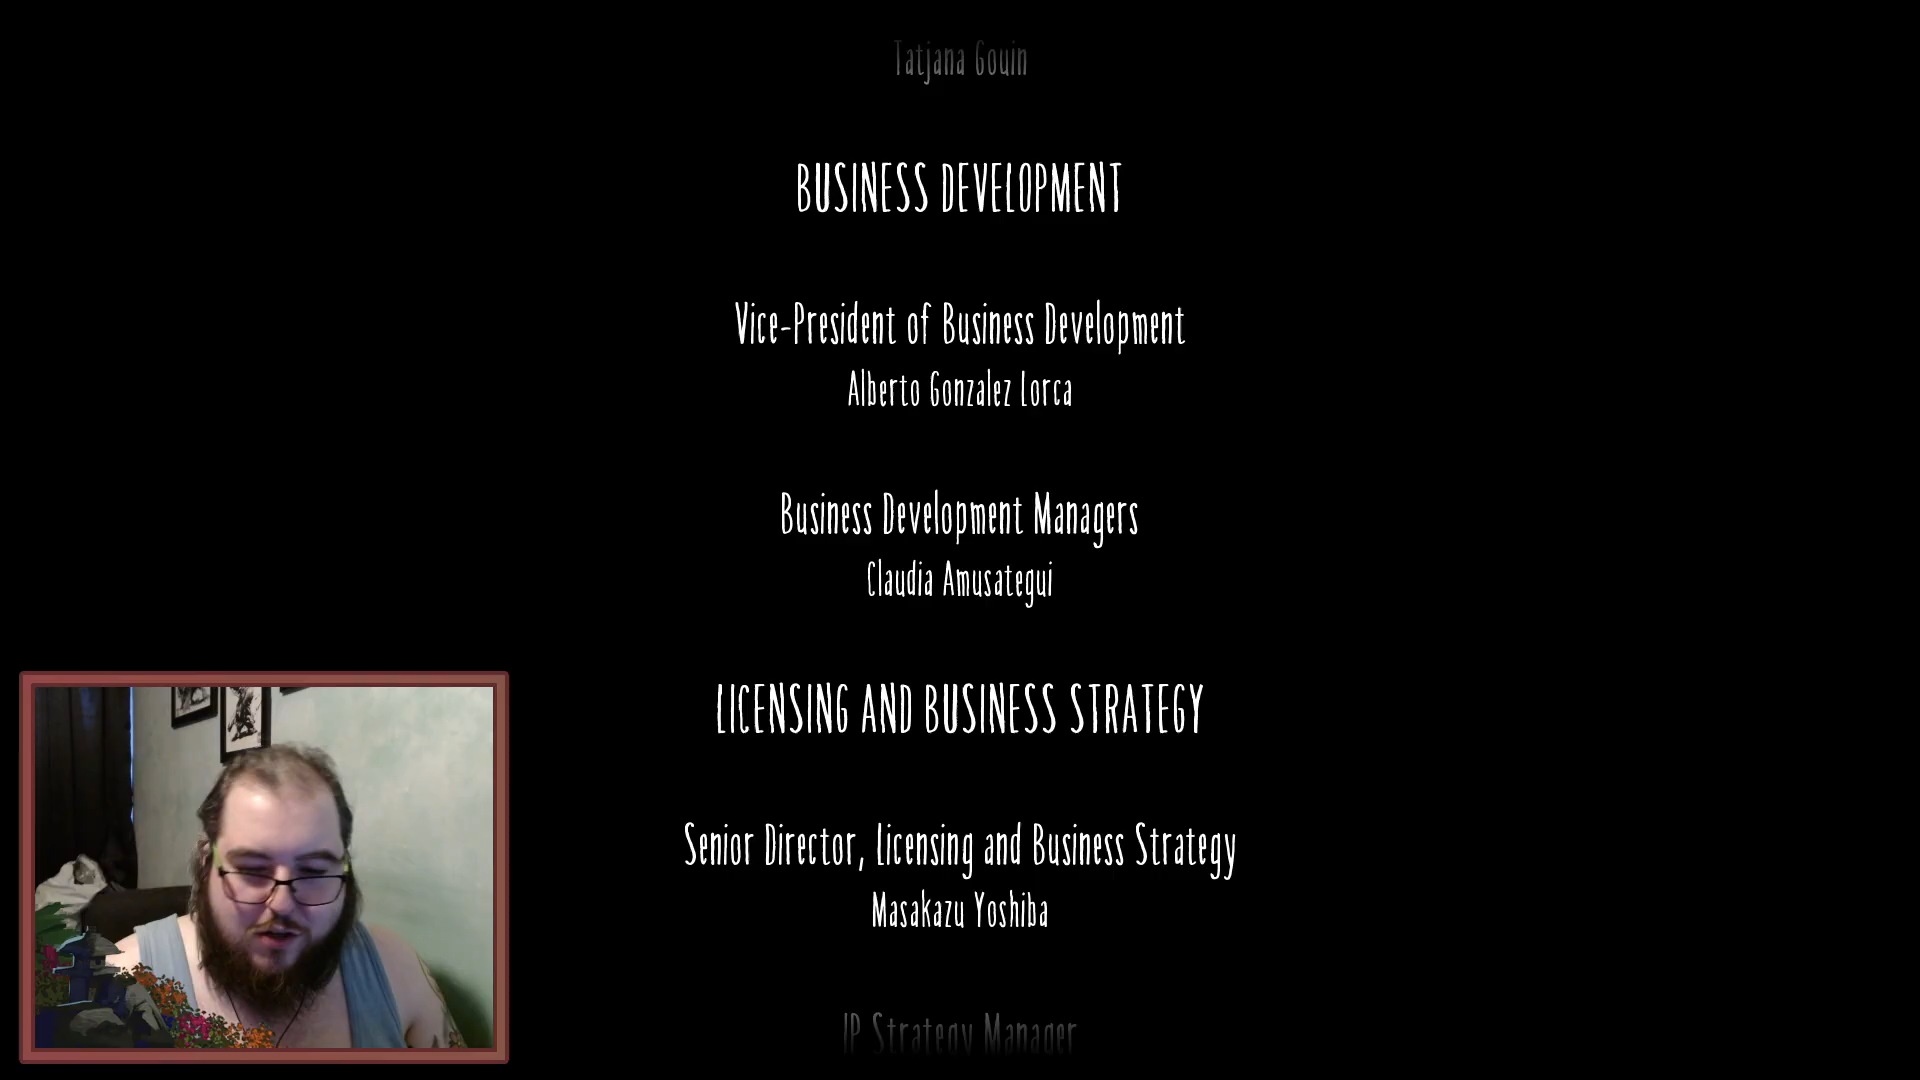 Tatjana Gouin
BUSINESS DEVELOPMENT
Vice-President of Business Development
Alberto Gonzalez Lorca
Business Development Managers
Claudia Amusategui
LICENSING AND BUSINESS STRATEGY
Senior Director, Licensing and Business Strategy
Masakazu Yoshiba
IP Strategy Manager